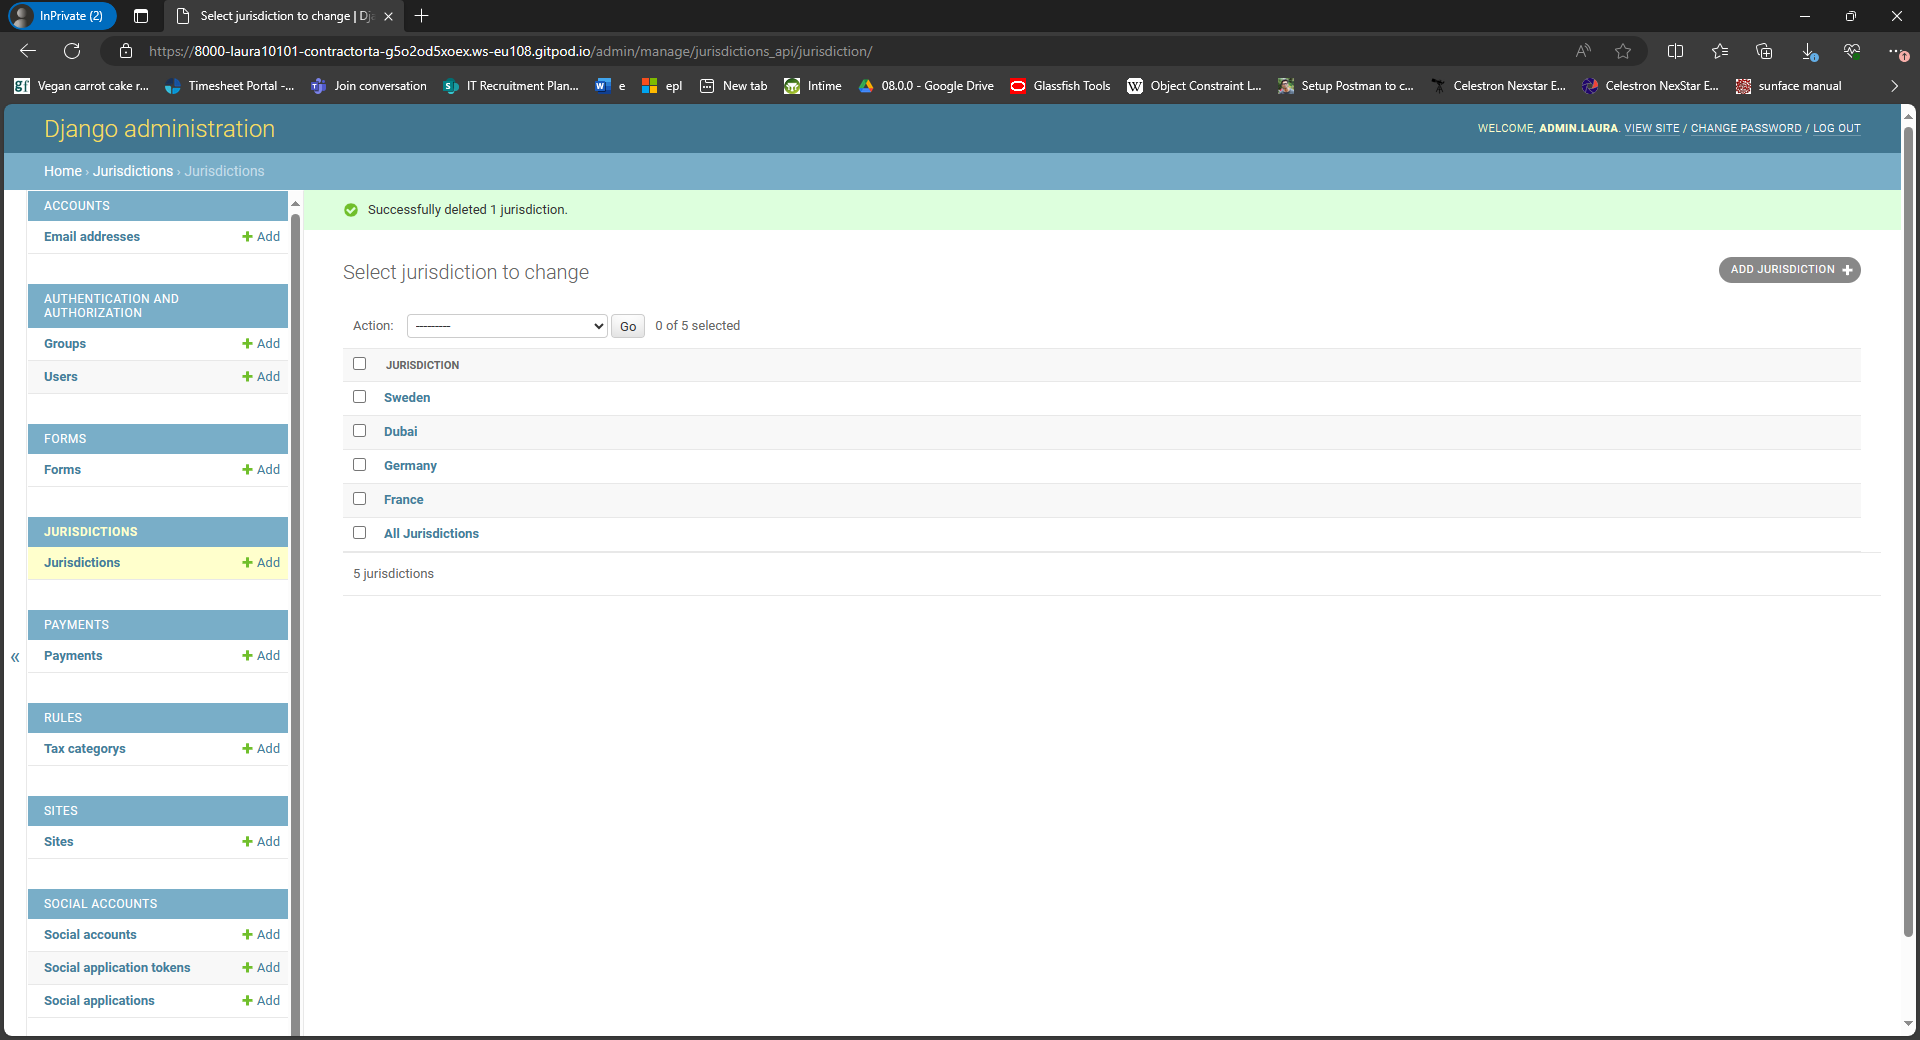 InPrivate (2)
Select jurisdiction to change | Dj
https://8000-laura10101-contractorta-g5o2od5xoex.ws-eu108.gitpod.io/admin/manage/jurisdictions_api/jurisdiction/
Vegan carrot cake r... Timesheet Portal -... Join conversation IT Recruitment Plan... e epl New tab Intime 08.0.0 - Google Drive Glassfish Tools Object Constraint L... Setup Postman to c... Celestron Nexstar E... Celestron NexStar E... sunface manual
Django administration
WELCOME, ADMIN.LAURA. VIEW SITE / CHANGE PASSWORD / LOG OUT
Home › Jurisdictions › Jurisdictions
ACCOUNTS
Email addresses + Add
AUTHENTICATION AND
AUTHORIZATION
Groups + Add
Users + Add
FORMS
Forms + Add
JURISDICTIONS
Jurisdictions + Add
PAYMENTS
Payments + Add
RULES
Tax categorys + Add
SITES
Sites + Add
SOCIAL ACCOUNTS
Social accounts + Add
Social application tokens + Add
Social applications + Add
«
Successfully deleted 1 jurisdiction.
Select jurisdiction to change
ADD JURISDICTION +
Action: --------- Go 0 of 5 selected
JURISDICTION
Sweden
Dubai
Germany
France
All Jurisdictions
5 jurisdictions